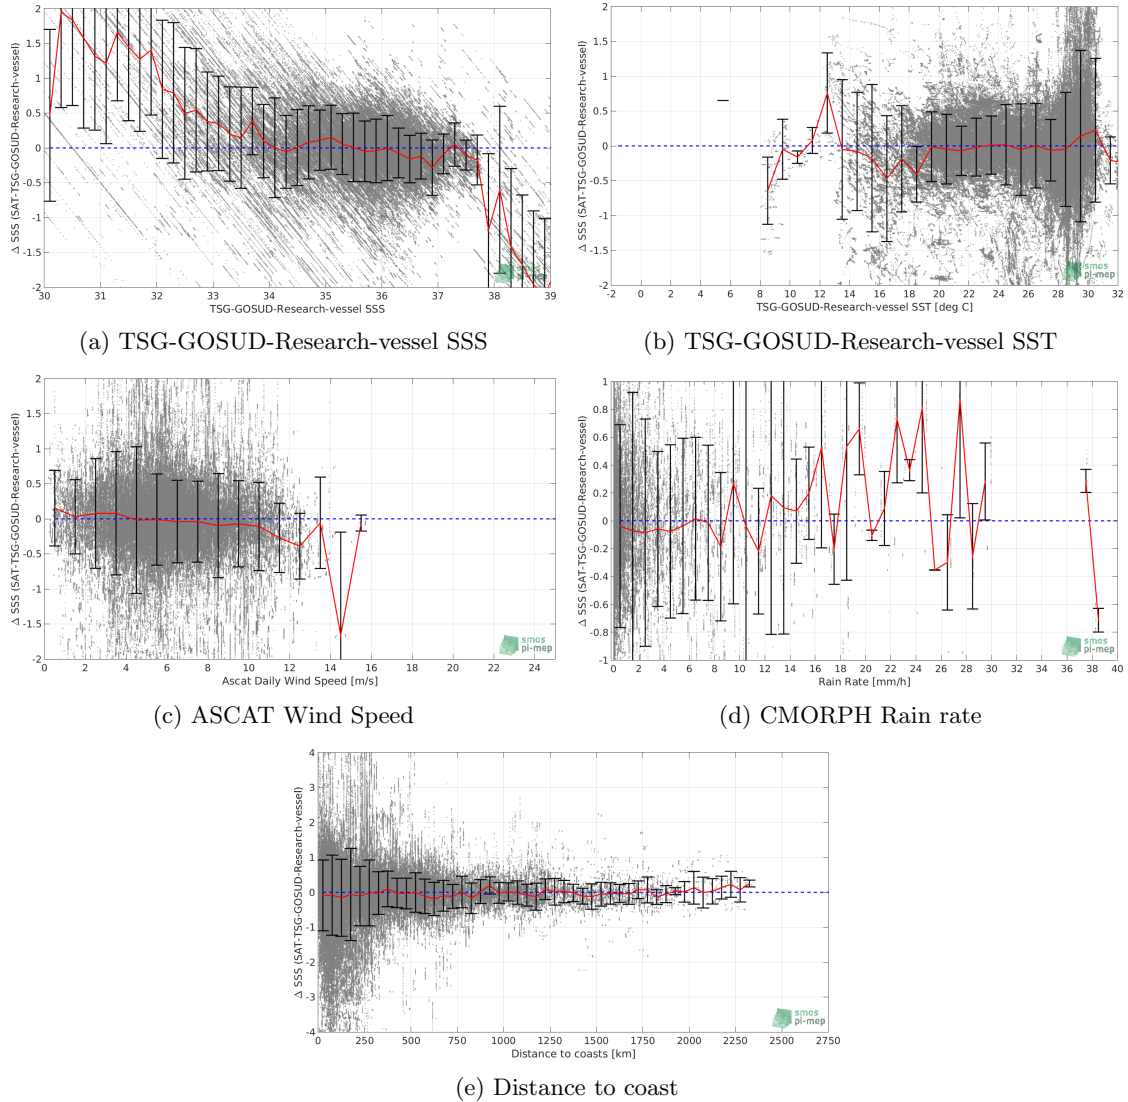 2
1.5
1
0.5
0
-0.5
-1
-1.5
-2
Δ SSS (SAT-TSG-GOSUD-Research-vessel)
30 31 32 33 34 35 36 37 38 39
TSG-GOSUD-Research-vessel SSS
smos
pi-mep
(a) TSG-GOSUD-Research-vessel SSS
2
1.5
1
0.5
0
-0.5
-1
-1.5
-2
Δ SSS (SAT-TSG-GOSUD-Research-vessel)
-2 0 2 4 6 8 10 12 14 16 18 20 22 24 26 28 30 32
TSG-GOSUD-Research-vessel SST [deg C]
smos
pi-mep
(b) TSG-GOSUD-Research-vessel SST
2
1.5
1
0.5
0
-0.5
-1
-1.5
-2
Δ SSS (SAT-TSG-GOSUD-Research-vessel)
0 2 4 6 8 10 12 14 16 18 20 22 24
Ascat Daily Wind Speed [m/s]
smos
pi-mep
(c) ASCAT Wind Speed
1
0.8
0.6
0.4
0.2
0
-0.2
-0.4
-0.6
-0.8
-1
Δ SSS (SAT-TSG-GOSUD-Research-vessel)
0 2 4 6 8 10 12 14 16 18 20 22 24 26 28 30 32 34 36 38 40
Rain Rate [mm/h]
smos
pi-mep
(d) CMORPH Rain rate
4
3
2
1
0
-1
-2
-3
-4
Δ SSS (SAT-TSG-GOSUD-Research-vessel)
0 250 500 750 1000 1250 1500 1750 2000 2250 2500 2750
Distance to coasts [km]
smos
pi-mep
(e) Distance to coast